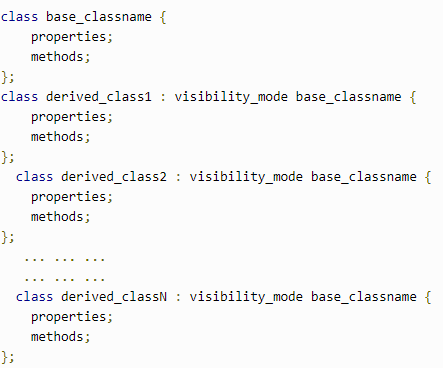 class base_classname {
properties;
methods;
};
class derived_class1 : visibility_mode base_classname {
properties;
methods;
};
class derived_class2 : visibility_mode base_classname {
properties;
methods;
};
... ... ...
... ... ...
class derived_classN : visibility_mode base_classname {
properties;
methods;
};